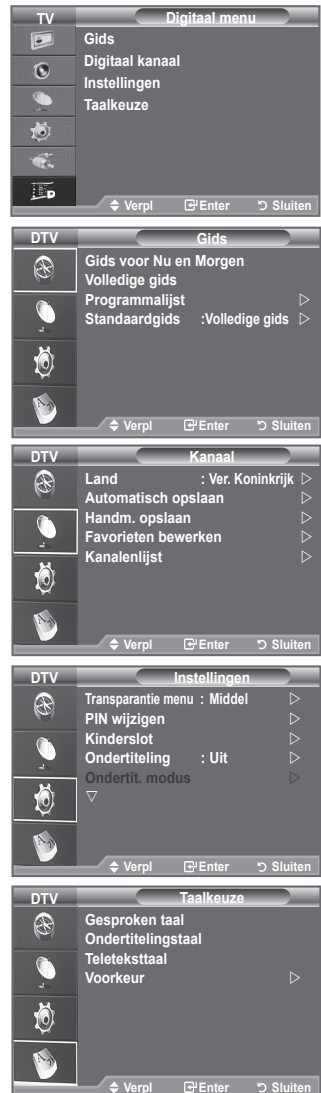 TV Digitaal menu
Gids
Digitaal kanaal
Instellingen
Taalkeuze
Verpl Enter Sluiten
DTV Gids
Gids voor Nu en Morgen
Volledige gids
Programmalijst
Standaardgids :Volledige gids
Verpl Enter Sluiten
DTV Kanaal
Land : Ver. Koninkrijk
Automatisch opslaan
Handm. opslaan
Favorieten bewerken
Kanalenlijst
Verpl Enter Sluiten
DTV Instellingen
Transparantie menu : Middel
PIN wijzigen
Kinderslot
Ondertiteling : Uit
Ondertit. modus
Verpl Enter Sluiten
DTV Taalkeuze
Gesproken taal
Ondertitelingstaal
Teleteksttaal
Voorkeur
Verpl Enter Sluiten